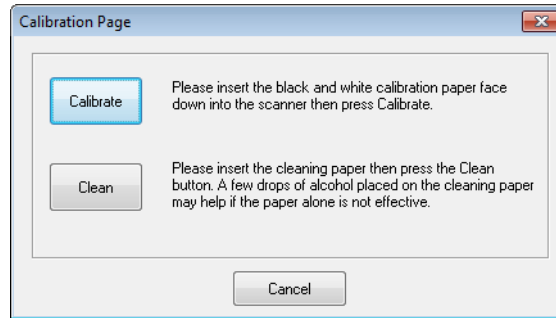 Calibration Page
Calibrate
Please insert the black and white calibration paper face
down into the scanner then press Calibrate.
Clean
Please insert the cleaning paper then press the Clean
button. A few drops of alcohol placed on the cleaning paper
may help if the paper alone is not effective.
Cancel